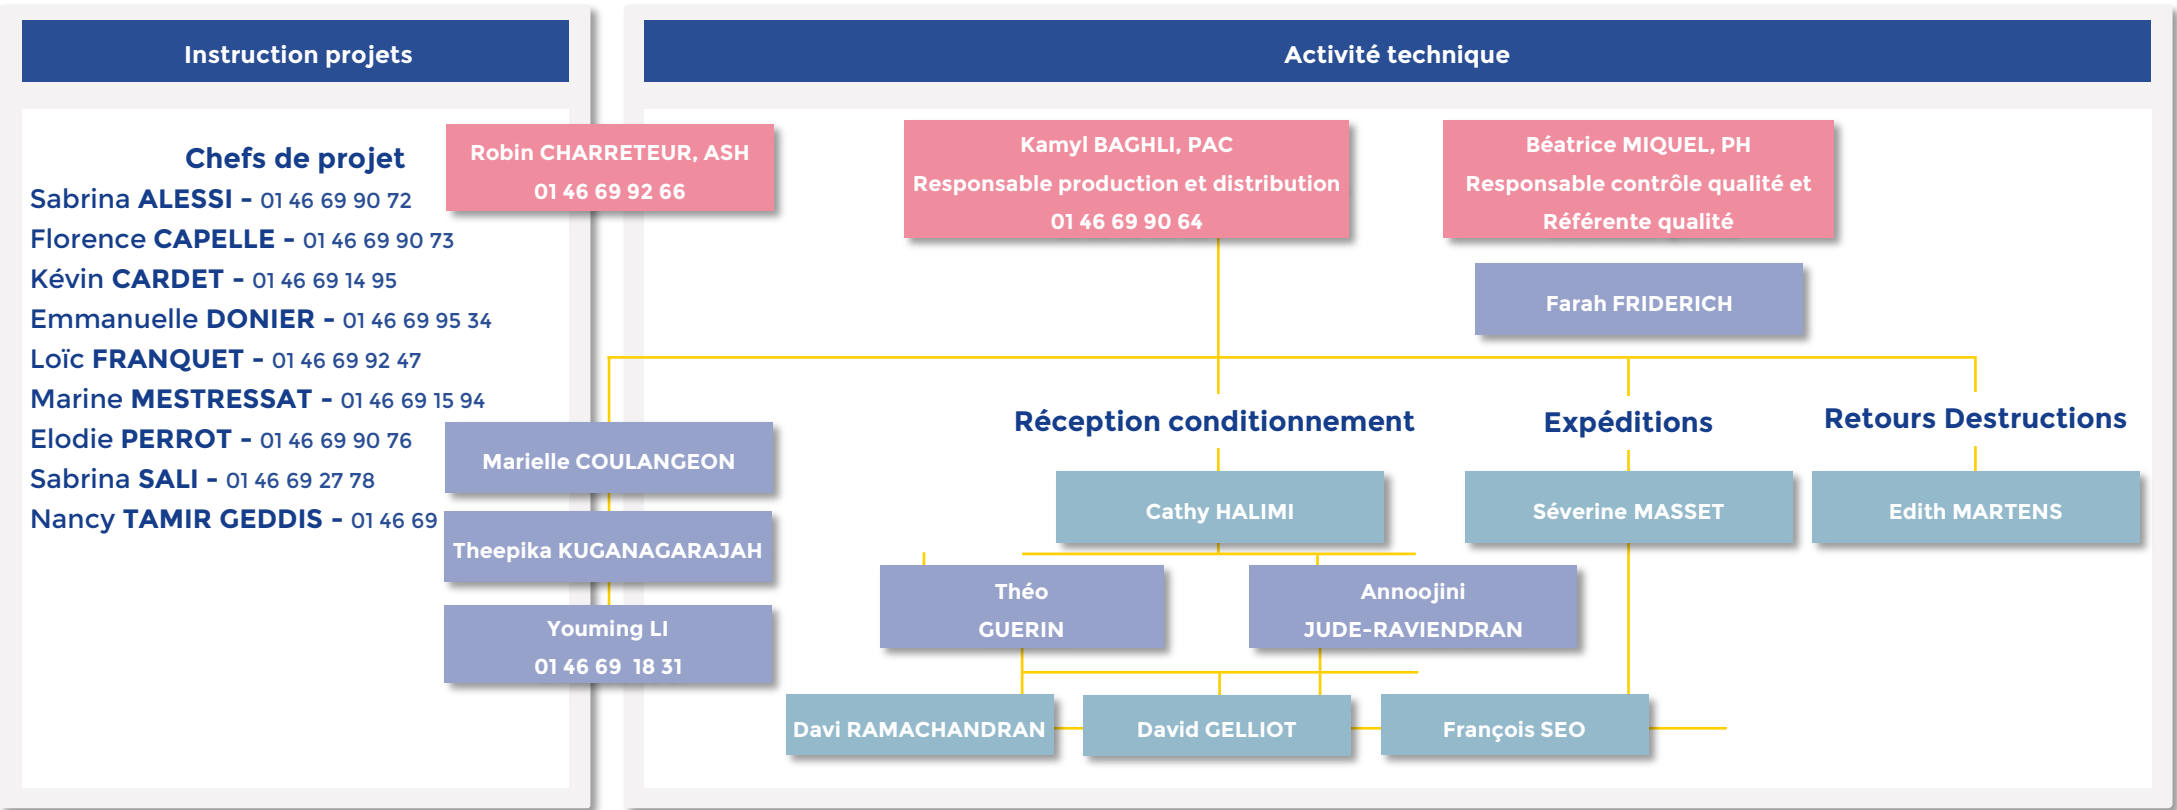 Instruction projets
Chefs de projet
Sabrina ALESSI - 01 46 69 90 72
Florence CAPELLE - 01 46 69 90 73
Kévin CARDET - 01 46 69 14 95
Emmanuelle DONIER - 01 46 69 95 34
Loïc FRANQUET - 01 46 69 92 47
Marine MESTRESSAT - 01 46 69 15 94
Elodie PERROT - 01 46 69 90 76
Sabrina SALI - 01 46 69 27 78
Nancy TAMIR GEDDIS - 01 46 69
Robin CHARRETEUR, ASH
01 46 69 92 66
Marielle COULANGEON
Theepika KUGANAGARAJAH
Youming LI
01 46 69 18 31
Activité technique
Kamyl BAGHLI, PAC
Responsable production et distribution
01 46 69 90 64
Béatrice MIQUEL, PH
Responsable contrôle qualité et
Référente qualité
Farah FRIDERICH
Réception conditionnement
Expéditions
Retours Destructions
Cathy HALIMI
Séverine MASSET
Edith MARTENS
Théo
GUERIN
Annoojini
JUDE-RAVIENDRAN
Davi RAMACHANDRAN
David GELLIOT
François SEO